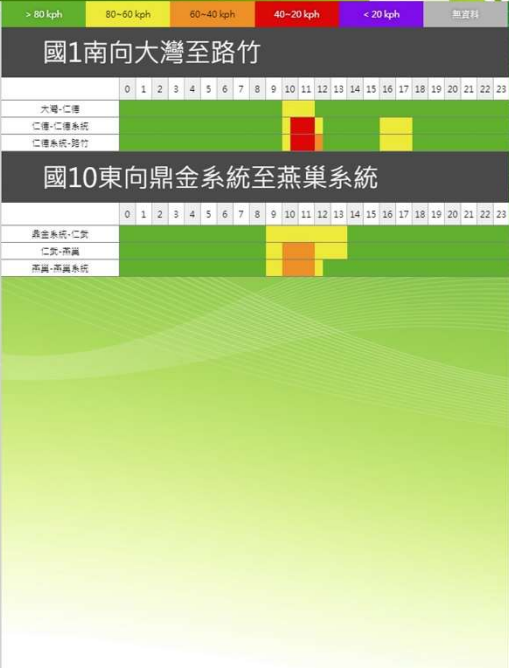 > 80 kph 80~60 kph 60~40 kph 40~20 kph < 20 kph 無資料
國1南向大灣至路竹
0 1 2 3 4 5 6 7 8 9 10 11 12 13 14 15 16 17 18 19 20 21 22 23
大灣-仁德
仁德-仁德系統
仁德系統-路竹
國10東向鼎金系統至燕巢系統
0 1 2 3 4 5 6 7 8 9 10 11 12 13 14 15 16 17 18 19 20 21 22 23
鼎金系統-仁武
仁武-燕巢
燕巢-燕巢系統